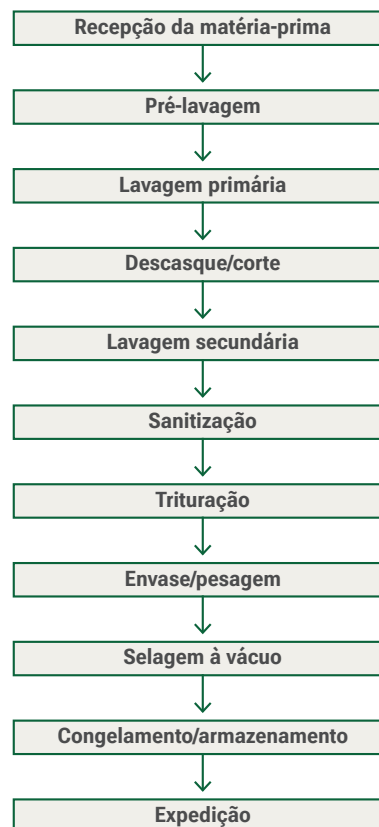 Recepção da matéria-prima
Pré-lavagem
Lavagem primária
Descasque/corte
Lavagem secundária
Sanitização
Trituração
Envase/pesagem
Selagem à vácuo
Congelamento/armazenamento
Expedição